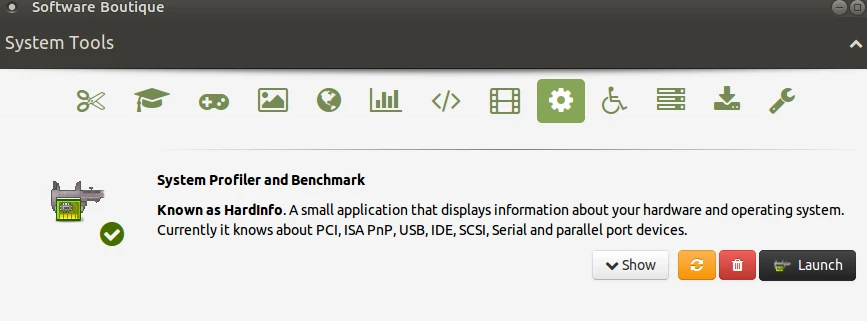 Software Boutique
System Tools
System Profiler and Benchmark
Known as HardInfo. A small application that displays information about your hardware and operating system.
Currently it knows about PCI, ISA PnP, USB, IDE, SCSI, Serial and parallel port devices.
Show Launch